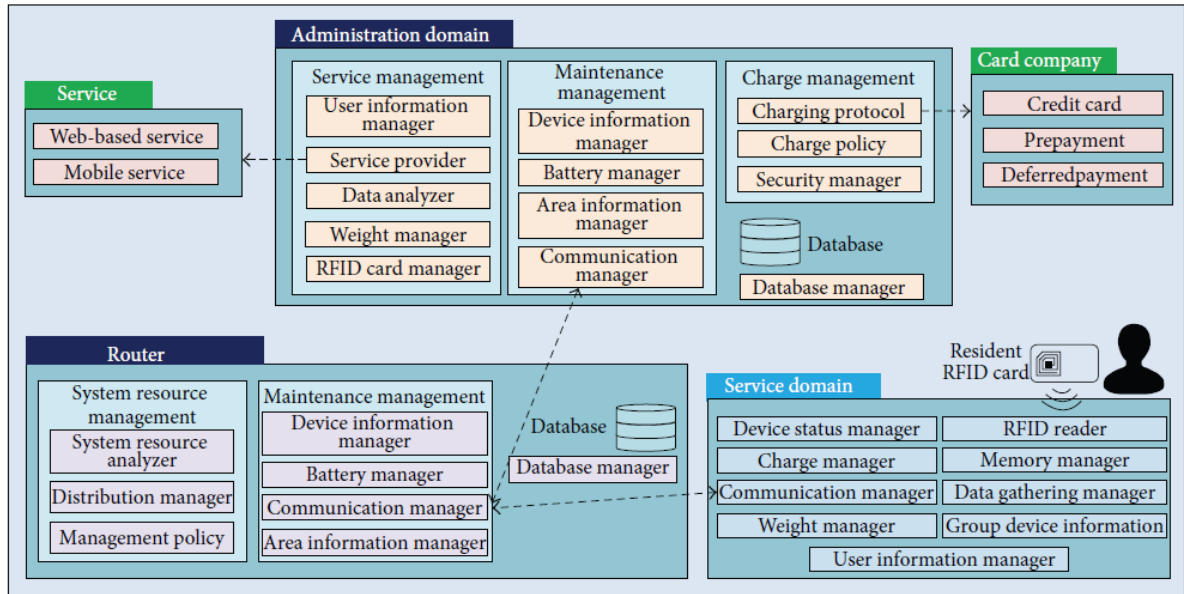 Administration domain
Service management
User information
manager
Service provider
Data analyzer
Weight manager
RFID card manager
Maintenance
management
Device information
manager
Battery manager
Area information
manager
Communication
manager
Charge management
Charging protocol
Charge policy
Security manager
Database
Database manager
Service
Web-based service
Mobile service
Card company
Credit card
Prepayment
Deferredpayment
Router
System resource
management
System resource
analyzer
Distribution manager
Management policy
Maintenance management
Device information
manager
Battery manager
Communication manager
Area information manager
Database
Database manager
Resident
RFID card
Service domain
Device status manager
RFID reader
Charge manager
Memory manager
Communication manager
Data gathering manager
Weight manager
Group device information
User information manager